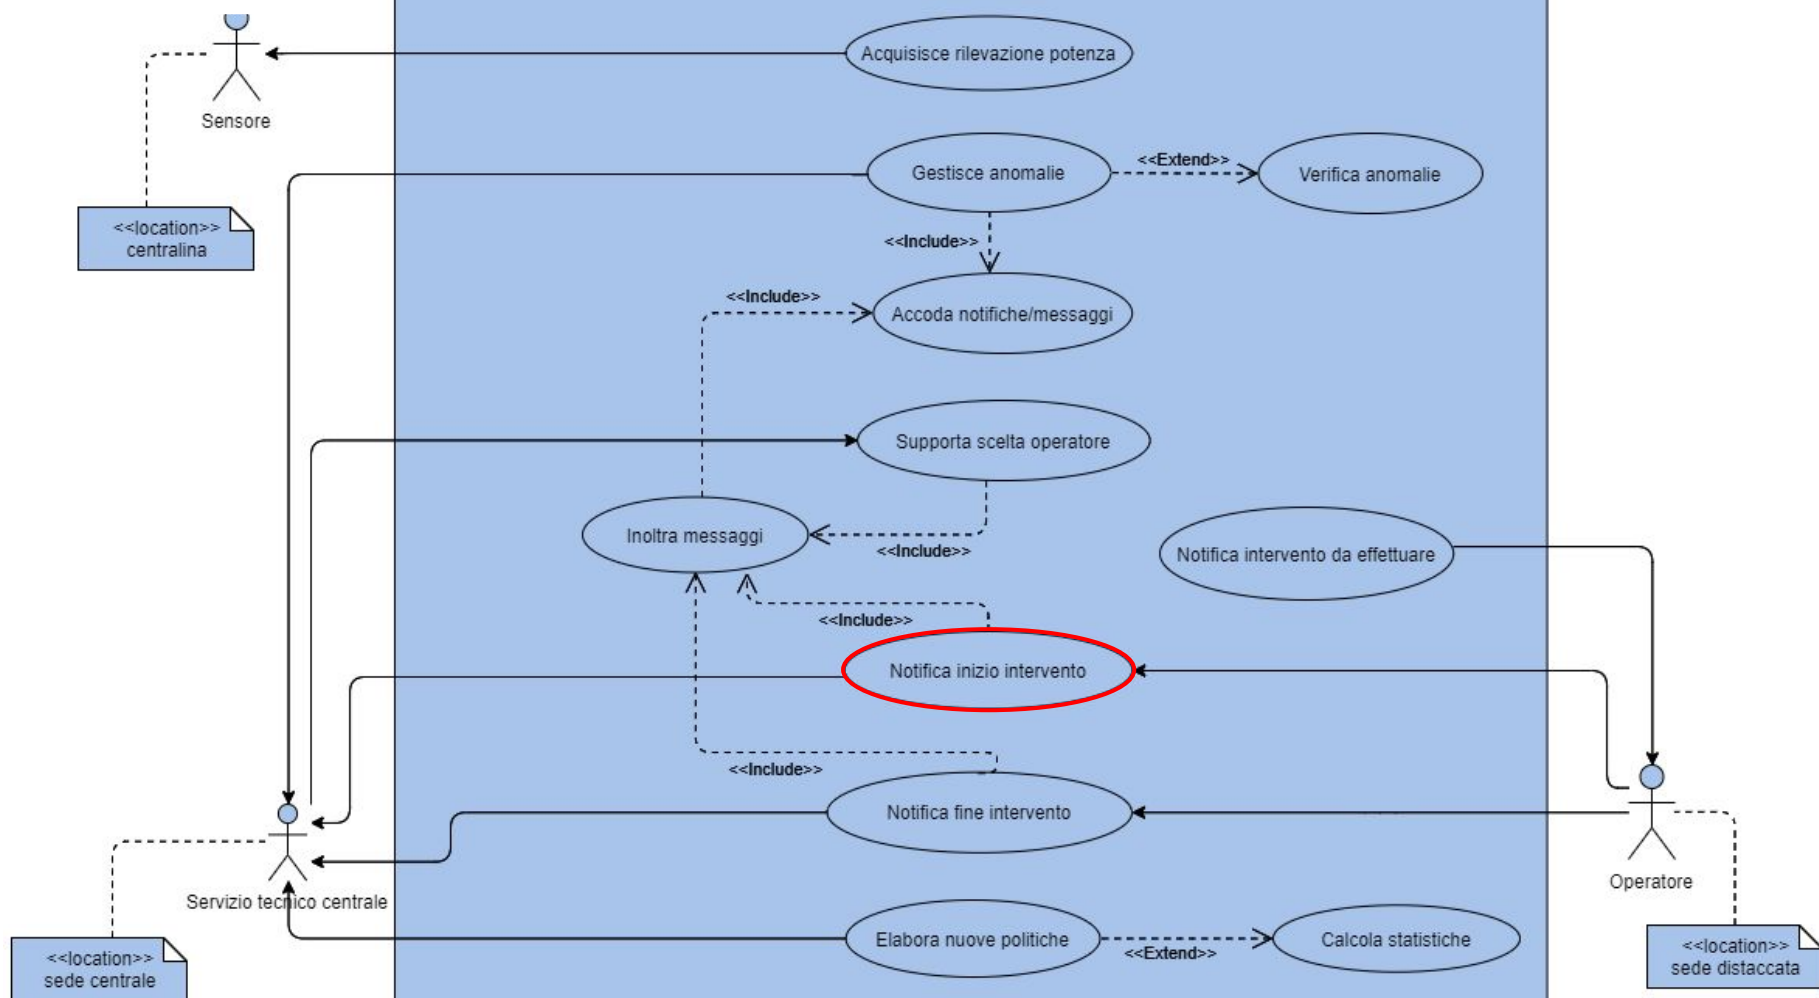 Acquisisce rilevazione potenza
Sensore
<<Extend>>
Gestisce anomalie
Verifica anomalie
<<location>>
centralina
<<Include>>
<<Include>>
Accoda notifiche/messaggi
Supporta scelta operatore
Inoltra messaggi
<<Include>>
Notifica intervento da effettuare
<<Include>>
Notifica inizio intervento
<<Include>>
Notifica fine intervento
Operatore
Servizio tecnico centrale
Elabora nuove politiche
<<Extend>>
Calcola statistiche
<<location>>
sede centrale
<<location>>
sede distaccata